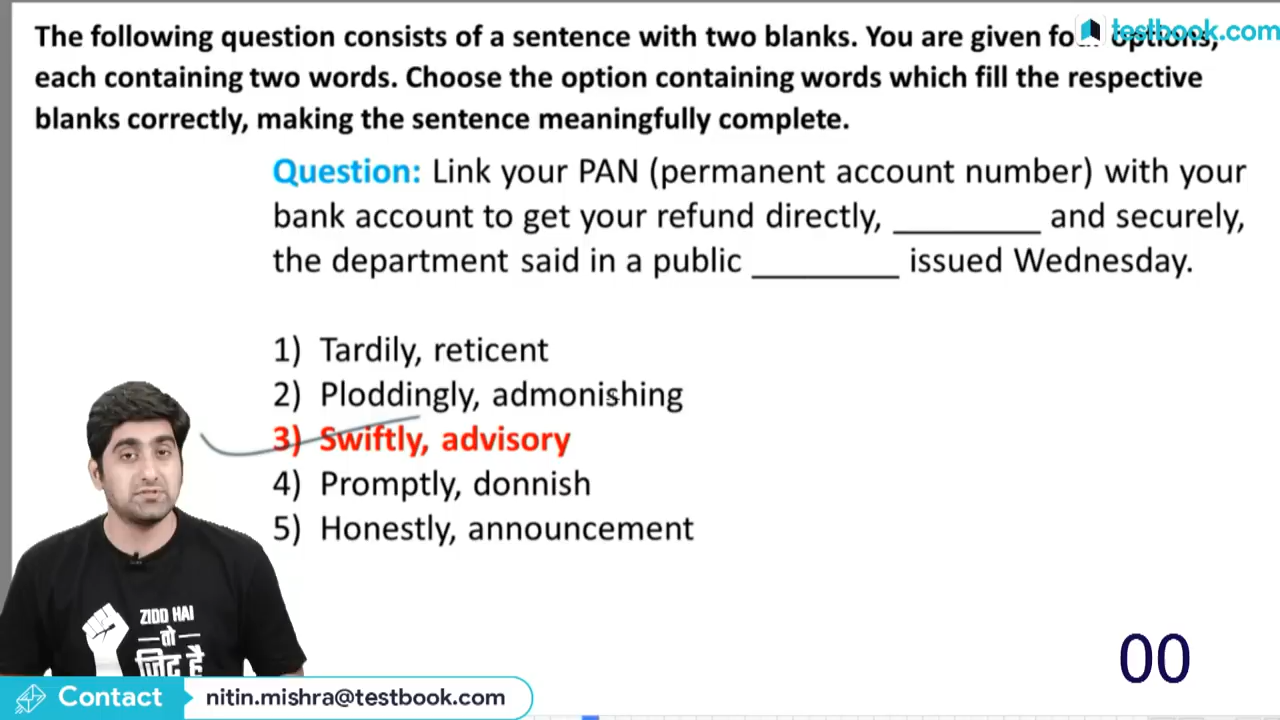 The following question consists of a sentence with two blanks. You are given four options,
testbook.com
each containing two words. Choose the option containing words which fill the respective
blanks correctly, making the sentence meaningfully complete.
Question: Link your PAN (permanent account number) with your
bank account to get your refund directly, _________ and securely,
the department said in a public _________ issued Wednesday.
1) Tardily, reticent
2) Ploddingly, admonishing
3) Swiftly, advisory
4) Promptly, donnish
5) Honestly, announcement
ZIDD HAI
तो
ज़िद है
00
Contact nitin.mishra@testbook.com